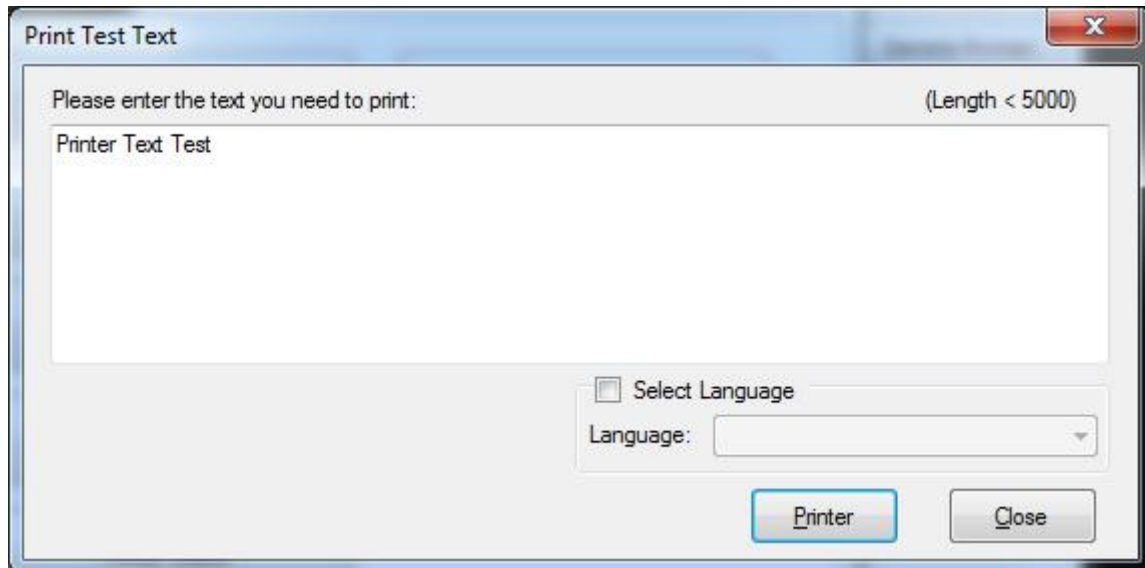 Print Test Text
Please enter the text you need to print: (Length < 5000)
Printer Text Test
Select Language
Language:
Printer Close